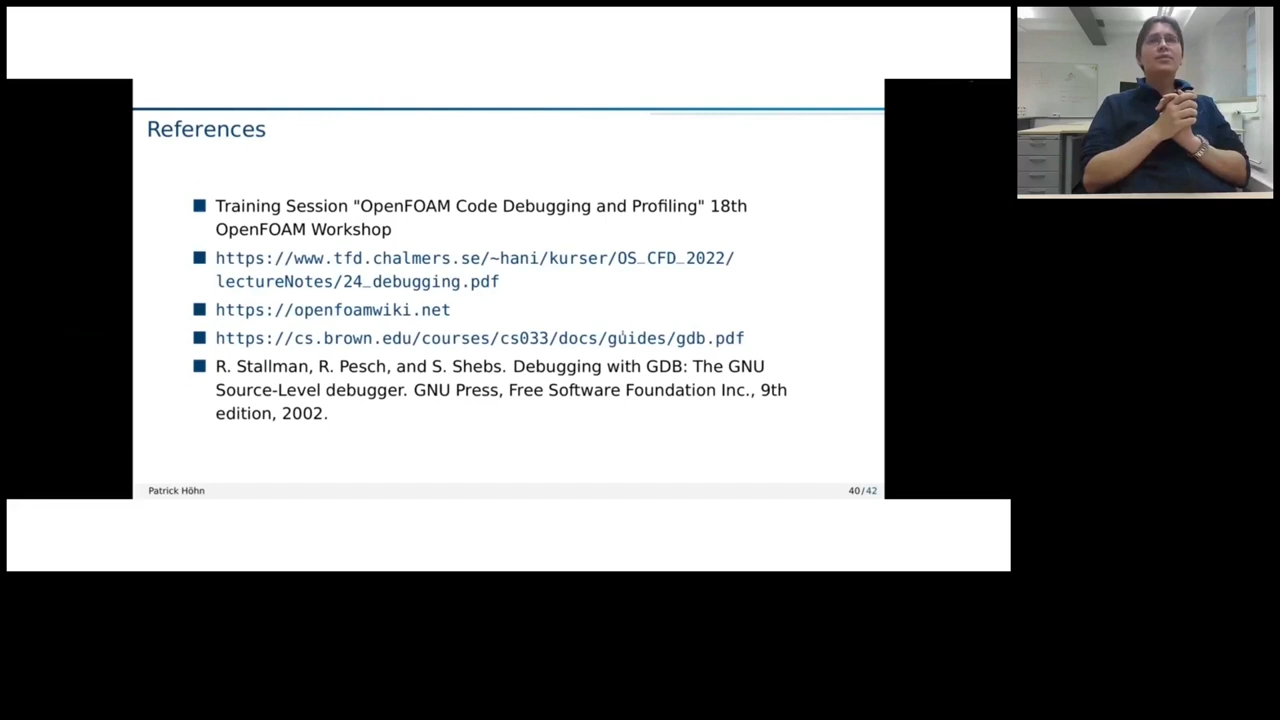 References
Training Session "OpenFOAM Code Debugging and Profiling" 18th
OpenFOAM Workshop
https://www.tfd.chalmers.se/~hani/kurser/OS_CFD_2022/
lectureNotes/24_debugging.pdf
https://openfoamwiki.net
https://cs.brown.edu/courses/cs033/docs/guides/gdb.pdf
R. Stallman, R. Pesch, and S. Shebs. Debugging with GDB: The GNU
Source-Level debugger. GNU Press, Free Software Foundation Inc., 9th
edition, 2002.
Patrick Höhn
40/42